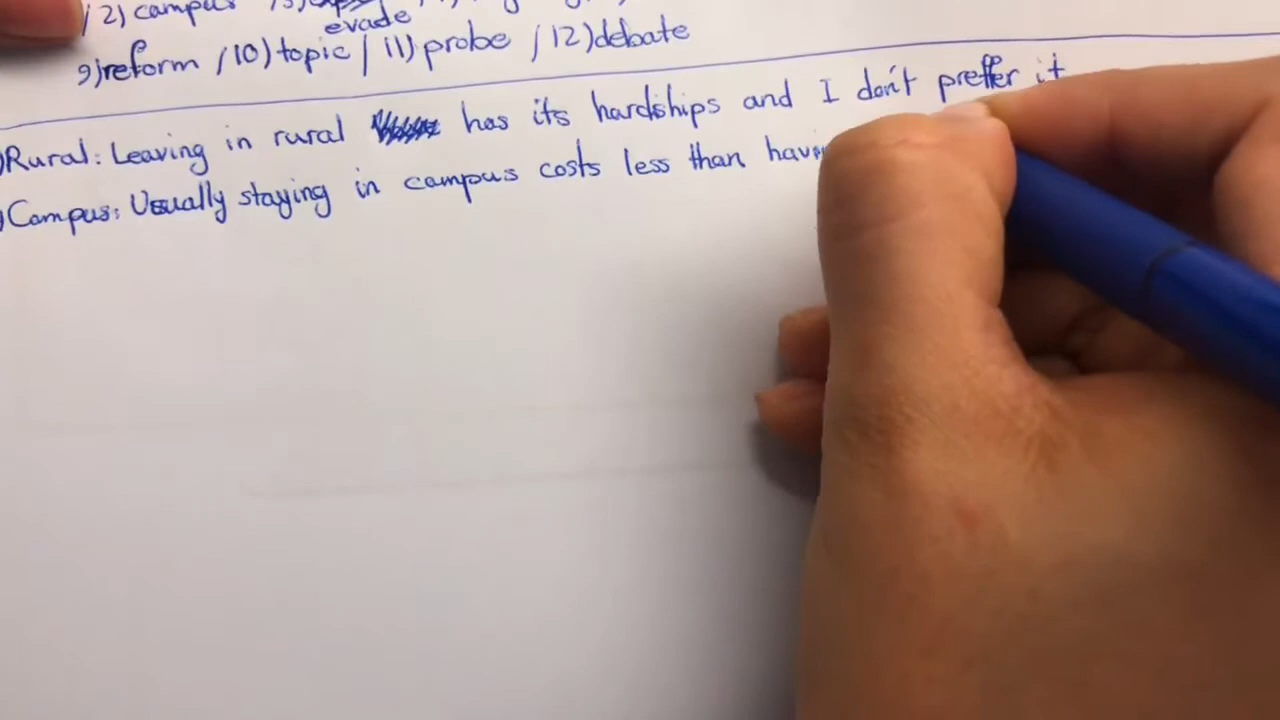 / 2) campus
evade
9) reform / 10) topic / 11) probe / 12) debate
)Rural: Leaving in rural has its hardships and I don't preffer it
)Campus: Usually staying in campus costs less than havi